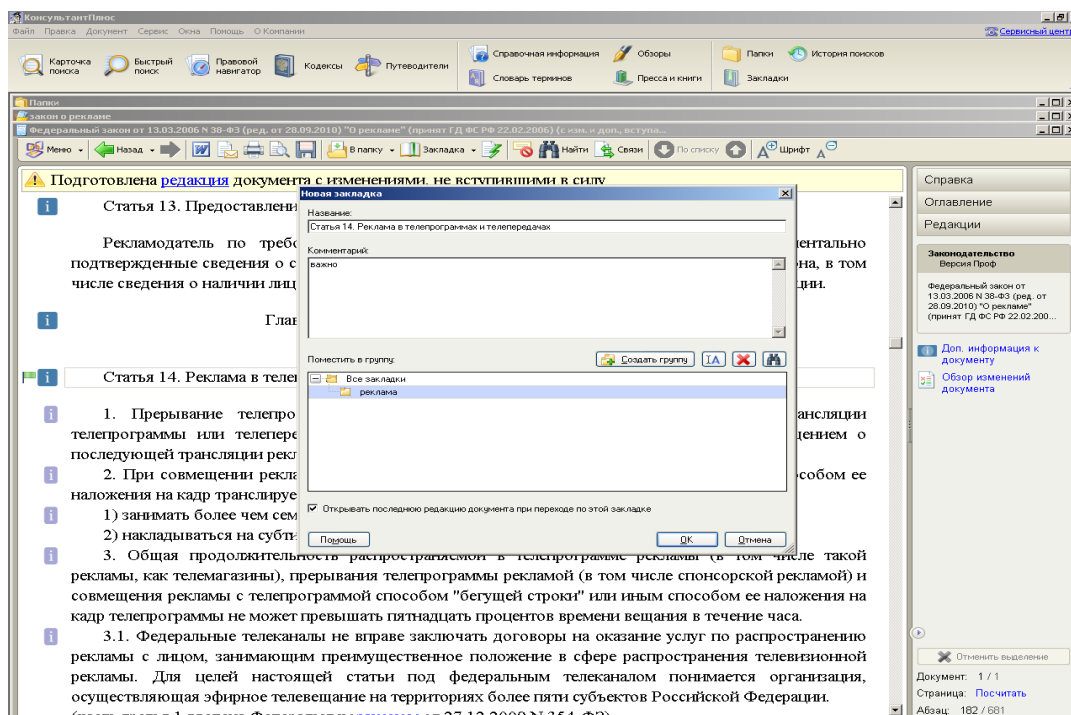 КонсультантПлюс
Файл Правка Документ Сервис Окна Помощь О Компании
Сервисный цент
Карточка поиска Быстрый поиск Правовой навигатор Кодексы Путеводители Справочная информация Обзоры Папки История поисков
Словарь терминов Пресса и книги Закладки
Папки
закон о рекламе
Федеральный закон от 13.03.2006 N 38-ФЗ (ред. от 28.09.2010) "О рекламе" (принят ГД ФС РФ 22.02.2006) (с изм. и доп., вступа...
Меню Назад В папку Закладка Найти Связи По списку Шрифт
Подготовлена редакция документа с изменениями, не вступившими в силу
Статья 13. Предоставлени
Рекламодатель по требо
ментально
подтвержденные сведения о с
она, в том
числе сведения о наличии лиц
ции.
Глав
Статья 14. Реклама в теле
1. Прерывание телепро
ансляции
телепрограммы или телепере
щением о
последующей трансляции рекл
2. При совмещении рекла
собом ее
наложения на кадр транслируе
1) занимать более чем сем
2) накладываться на субти
3. Общая продолжительность распространяемой в телепрограмме рекламы (в том числе такой
рекламы, как телемагазины), прерывания телепрограммы рекламой (в том числе спонсорской рекламой) и
совмещения рекламы с телепрограммой способом "бегущей строки" или иным способом ее наложения на
кадр телепрограммы не может превышать пятнадцать процентов времени вещания в течение часа.
3.1. Федеральные телеканалы не вправе заключать договоры на оказание услуг по распространению
рекламы с лицом, занимающим преимущественное положение в сфере распространения телевизионной
рекламы. Для целей настоящей статьи под федеральным телеканалом понимается организация,
осуществляющая эфирное телевещание на территориях более пяти субъектов Российской Федерации.
Новая закладка
Название:
Статья 14. Реклама в телепрограммах и телепередачах
Комментарий:
важно
Поместить в группу:
Создать группу
Все закладки
реклама
Открывать последнюю редакцию документа при переходе по этой закладке
Помощь ОК Отмена
Справка
Оглавление
Редакции
Законодательство
Версия Проф
Федеральный закон от
13.03.2006 N 38-ФЗ (ред. от
28.09.2010) "О рекламе"
(принят ГД ФС РФ 22.02.200...
Доп. информация к
документу
Обзор изменений
документа
Отменить выделение
Документ: 1 / 1
Страница: Посчитать
Абзац: 182 / 681